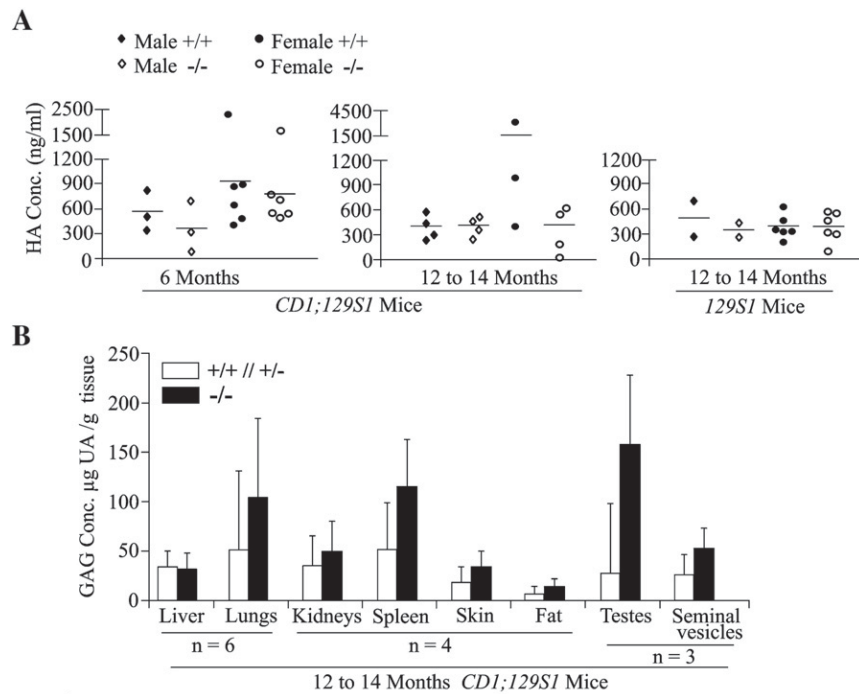 A
Male +/+ Female +/+
Male -/- Female -/-
HA Conc. (ng/ml)
2500
1500
1200
900
600
300
0
6 Months
4500
1500
1200
900
600
300
0
12 to 14 Months
CD1;129S1 Mice
1200
900
600
300
0
12 to 14 Months
129S1 Mice
B
GAG Conc. µg UA /g tissue
250
200
150
100
50
0
+/+ // +/-
-/-
Liver Lungs Kidneys Spleen Skin Fat Testes Seminal
vesicles
n = 6 n = 4 n = 3
12 to 14 Months CD1;129S1 Mice